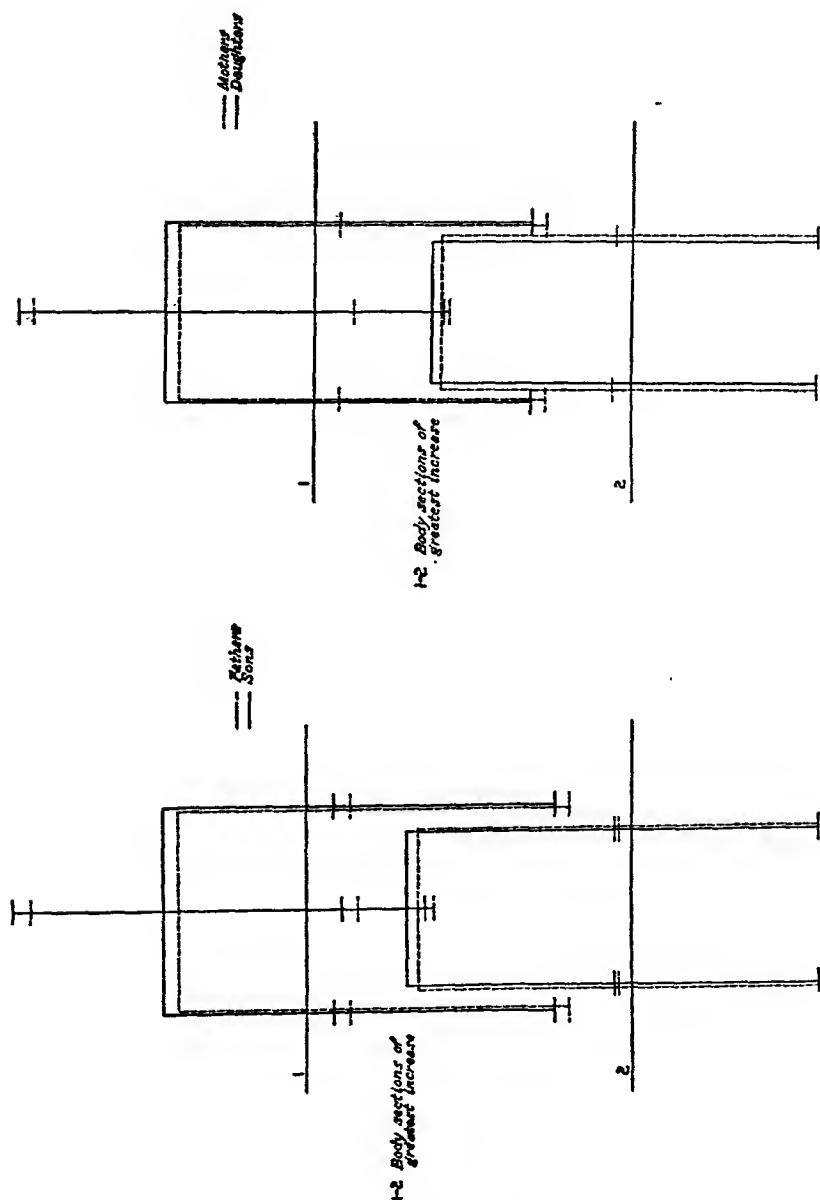 Mothers
Daughters
1
1-2 Body sections of
greatest increase
2
Fathers
Sons
1
1-2 Body sections of
greatest increase
2